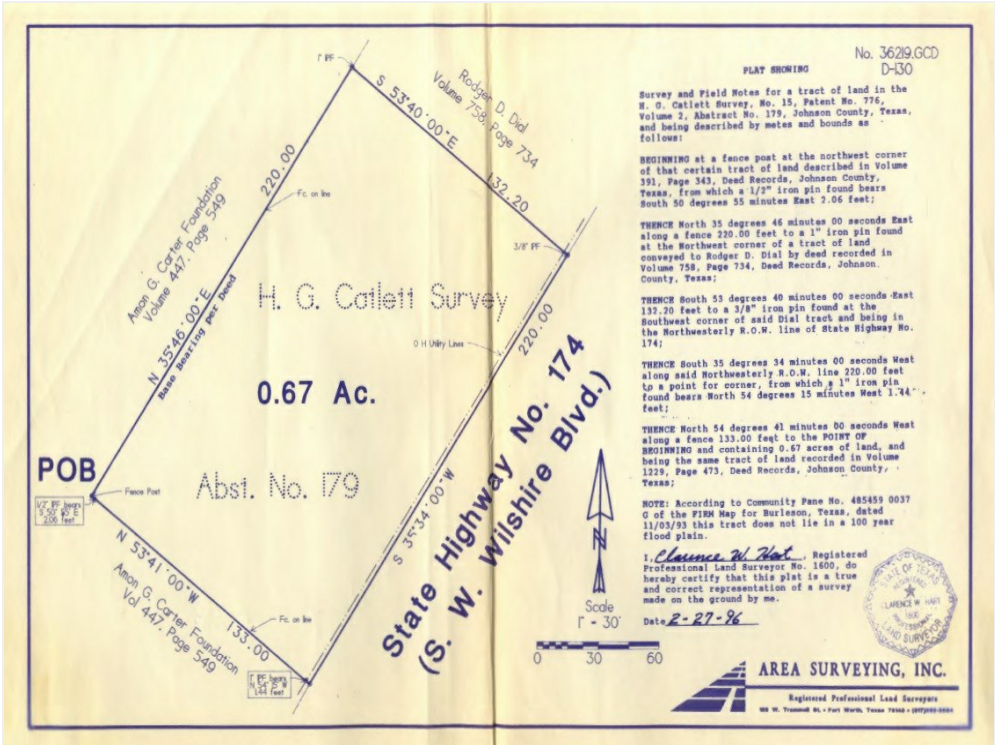 No. 36219.GCD
D-130
PLAT SHOWING
Survey and Field Notes for a tract of land in the
H. G. Catlett Survey, No. 15, Patent No. 776,
Volume 2, Abstract No. 179, Johnson County, Texas,
and being described by metes and bounds as
follows:
BEGINNING at a fence post at the northwest corner
of that certain tract of land described in Volume
391, Page 343, Deed Records, Johnson County,
Texas, from which a 1/2" iron pin found bears
South 50 degrees 55 minutes East 2.06 feet;
THENCE North 35 degrees 46 minutes 00 seconds East
along a fence 220.00 feet to a 1" iron pin found
at the Northwest corner of a tract of land
conveyed to Rodger D. Dial by deed recorded in
Volume 758, Page 734, Deed Records, Johnson
County, Texas;
THENCE South 53 degrees 40 minutes 00 seconds East
132.20 feet to a 3/8" iron pin found at the
Southwest corner of said Dial tract and being in
the Northwesterly R.O.W. line of State Highway No.
174;
THENCE South 35 degrees 34 minutes 00 seconds West
along said Northwesterly R.O.W. line 220.00 feet
to a point for corner, from which a 1" iron pin
found bears North 54 degrees 15 minutes West 1.44
feet;
THENCE North 54 degrees 41 minutes 00 seconds West
along a fence 133.00 feet to the POINT OF
BEGINNING and containing 0.67 acres of land, and
being the same tract of land recorded in Volume
1229, Page 473, Deed Records, Johnson County,
Texas;
NOTE: According to Community Pane No. 485459 0037
G of the FIRM Map for Burleson, Texas, dated
11/03/93 this tract does not lie in a 100 year
flood plain.
I, Clarence W. Hart, Registered
Professional Land Surveyor No. 1600, do
hereby certify that this plat is a true
and correct representation of a survey
made on the ground by me.
Date 2-27-96
STATE OF TEXAS
REGISTERED
CLARENCE W. HART
1600
PROFESSIONAL
LAND SURVEYOR
AREA SURVEYING, INC.
Registered Professional Land Surveyors
Fort Worth, Texas
1" IPF
S 53°40'00"E
132.20
Rodger D. Dial
Volume 758, Page 734
3/8" IPF
220.00
Fc. on line
N 35°46'00"E
Base Bearing per Deed
Amon G. Carter Foundation
Volume 447, Page 549
H. G. Catlett Survey
0.67 Ac.
Abst. No. 179
O H Utility Lines
220.00
S 35°34'00"W
State Highway No. 174
(S. W. Wilshire Blvd.)
POB
Fence Post
1/2" IPF bears
2.06 feet
N 53°41'00"W
133.00
Fc. on line
Amon G. Carter Foundation
Vol 447, Page 549
1" IPF bears
N 54° 15' W
1.44 feet
N
Scale
1" - 30'
0 30 60